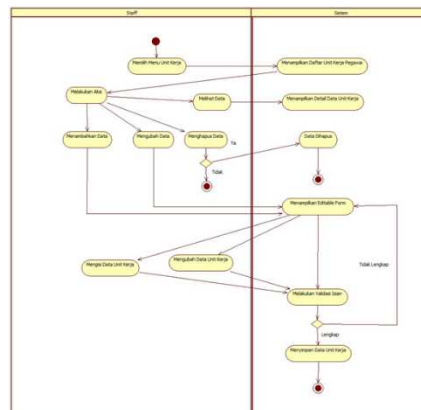 Staff
Sistem
Memilih Menu Unit Kerja
Menampilkan Daftar Unit Kerja Pegawai
Melakukan Aksi
Melihat Data
Menampilkan Detail Data Unit Kerja
Menambahkan Data
Mengubah Data
Menghapus Data
Ya
Data Dihapus
Tidak
Menampilkan Editable Form
Mengisi Data Unit Kerja
Mengubah Data Unit Kerja
Tidak Lengkap
Melakukan Validasi Isian
Lengkap
Menyimpan Data Unit Kerja